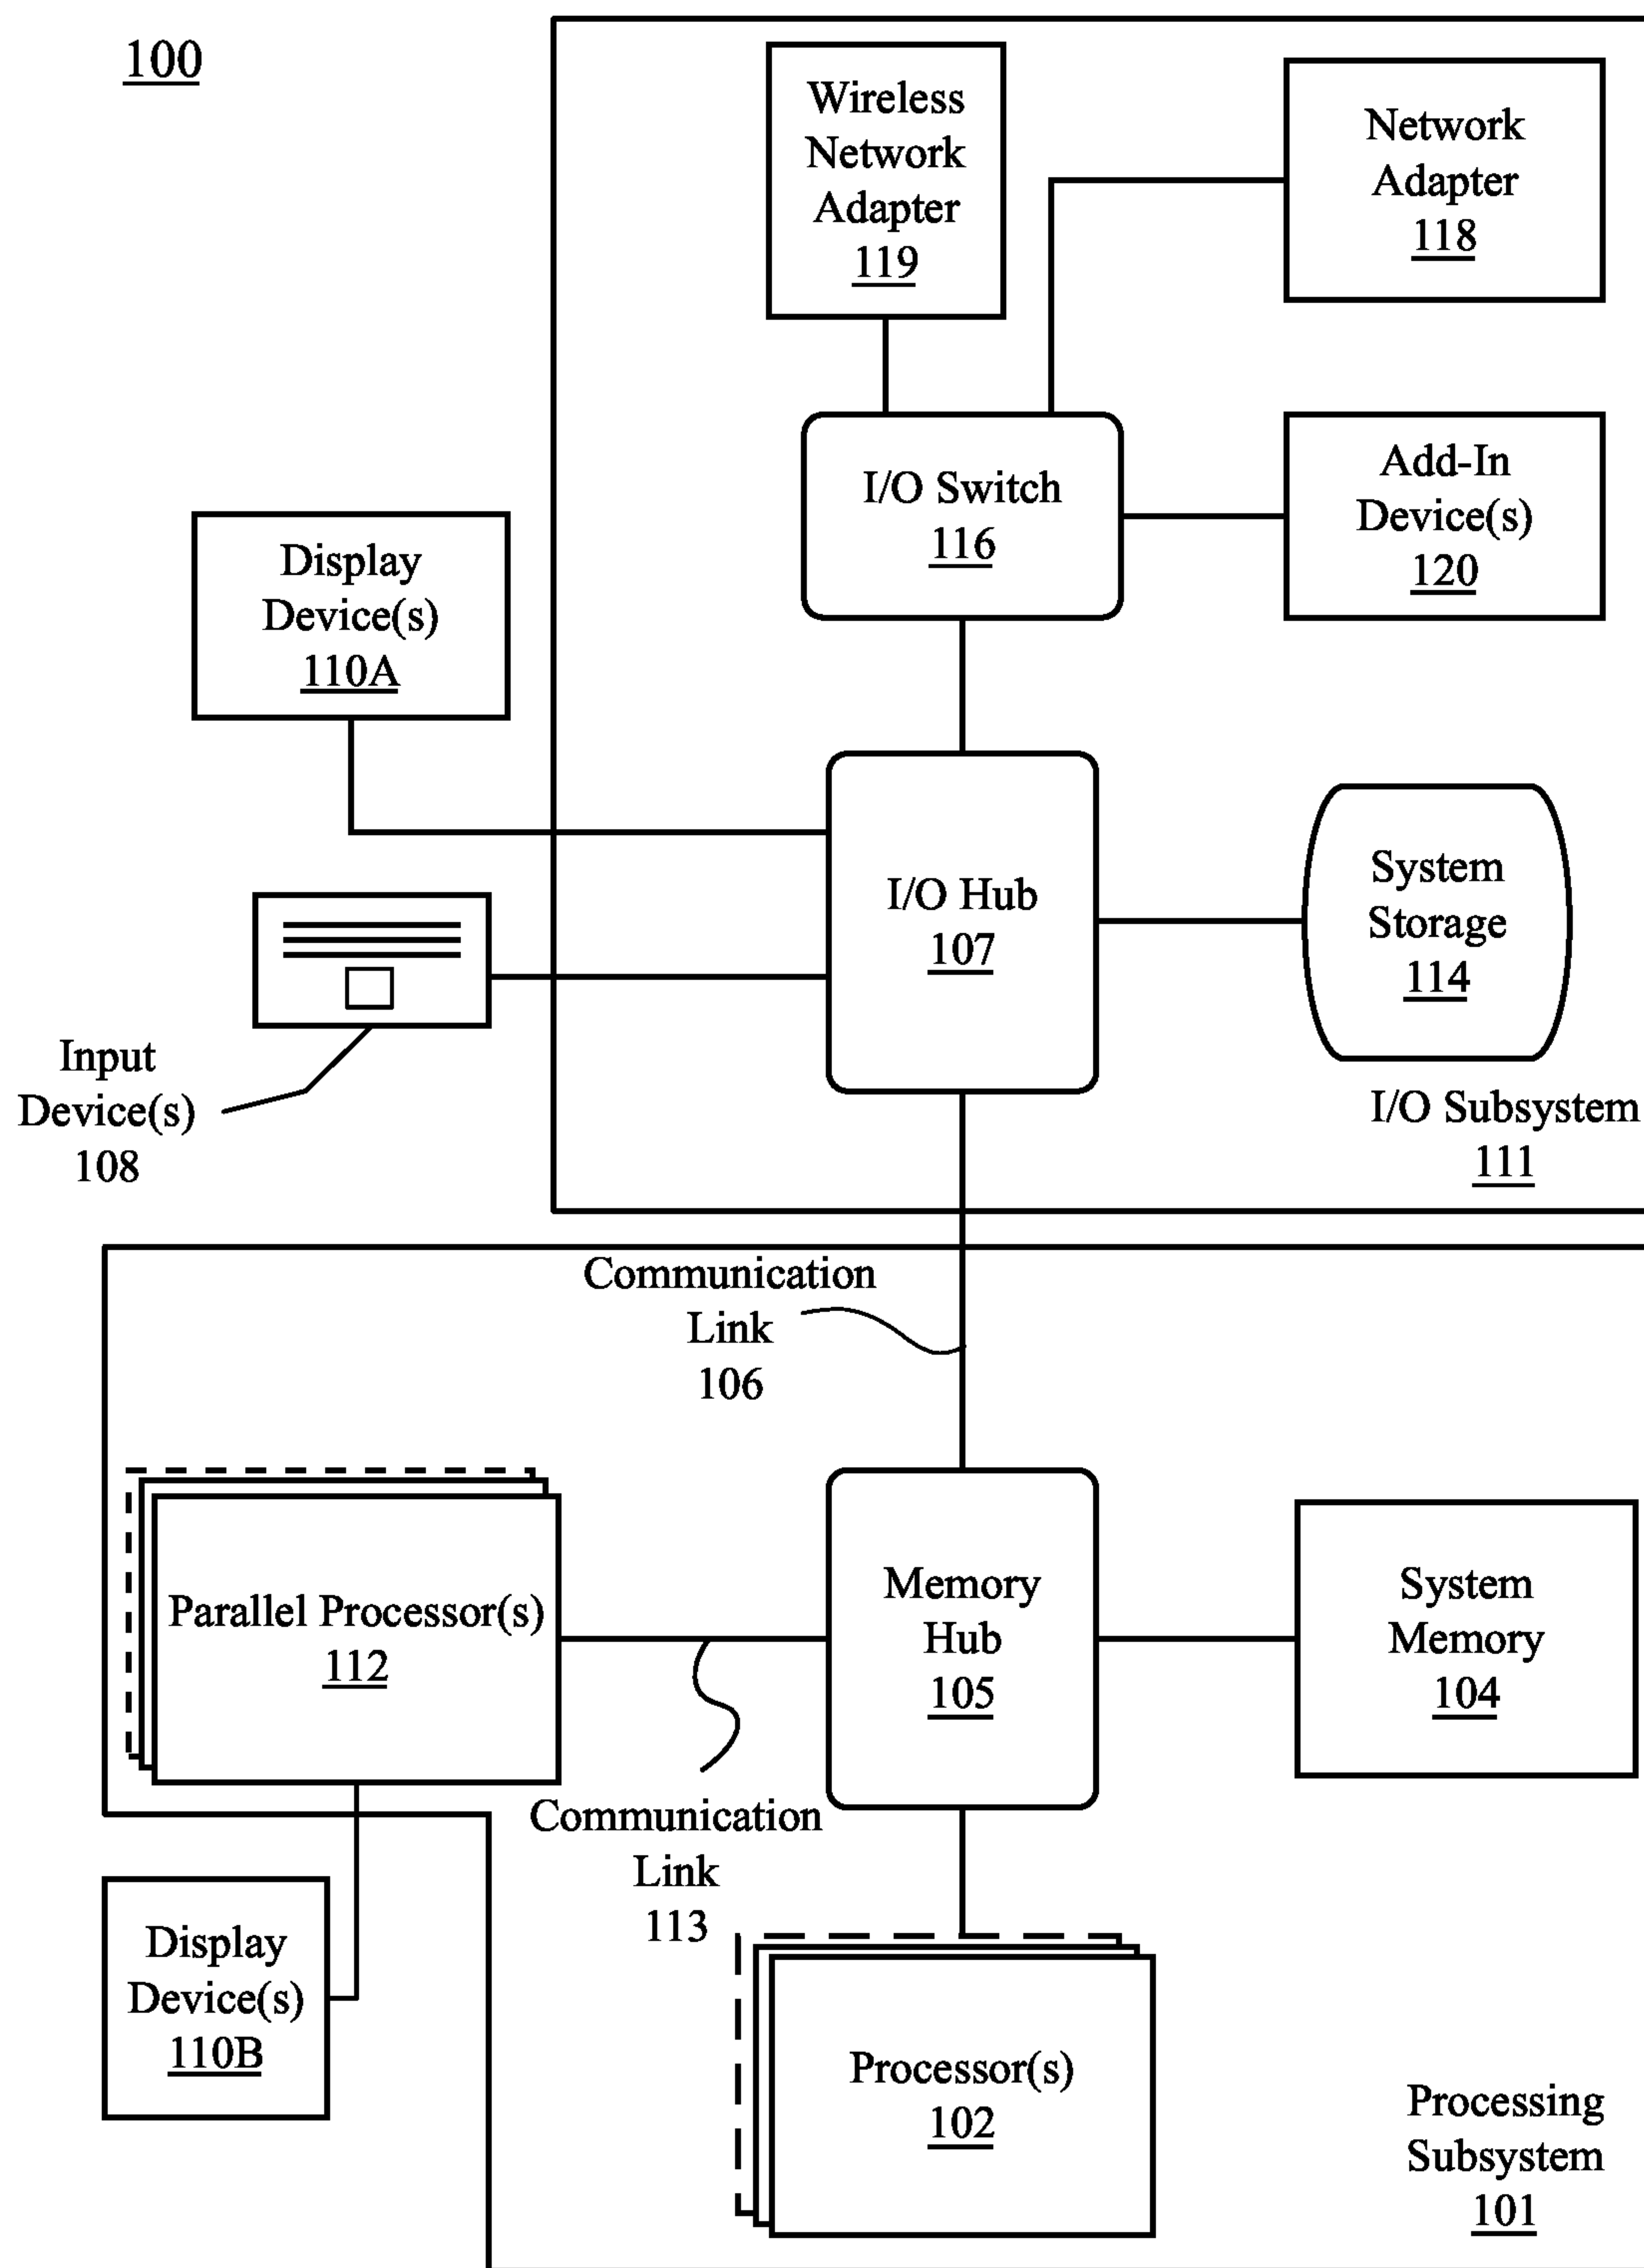 100
Wireless
Network
Adapter
119
Network
Adapter
118
I/O Switch
116
Add-In
Device(s)
120
Display
Device(s)
110A
I/O Hub
107
System
Storage
114
Input
Device(s)
108
I/O Subsystem
111
Communication
Link
106
Parallel Processor(s)
112
Memory
Hub
105
System
Memory
104
Communication
Link
113
Display
Device(s)
110B
Processor(s)
102
Processing
Subsystem
101